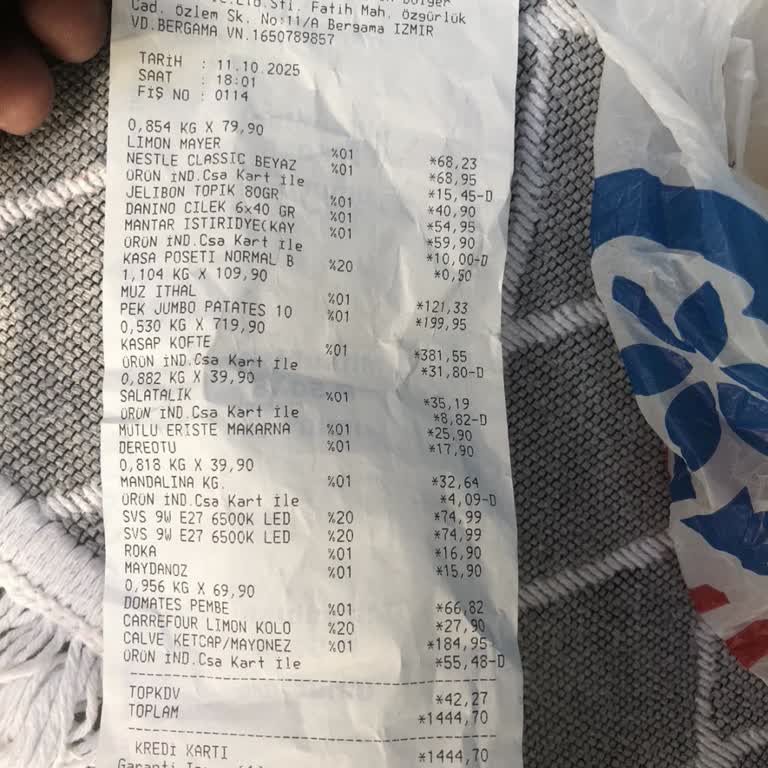 Ltd.Sti. Fatih Mah. Özgürlük
Cad. Özlem Sk. No:11/A Bergama IZMIR
VD.BERGAMA VN.1650789857
TARİH : 11.10.2025
SAAT : 18:01
FİŞ NO : 0114
0,854 KG X 79,90
LIMON MAYER %01 *68,23
NESTLE CLASSIC BEYAZ %01 *68,95
ÜRÜN İND.Csa Kart ile *15,45-D
JELIBON TOPIK 80GR %01 *40,90
DANINO CILEK 6x40 GR %01 *54,95
MANTAR ISTIRIDYE(KAY %01 *59,90
ÜRÜN İND.Csa Kart ile *10,00-D
KASA POSETI NORMAL B %20 *0,50
1,104 KG X 109,90
MUZ ITHAL %01 *121,33
PEK JUMBO PATATES 10 %01 *199,95
0,530 KG X 719,90
KASAP KOFTE %01 *381,55
ÜRÜN İND.Csa Kart ile *31,80-D
0,882 KG X 39,90
SALATALIK %01 *35,19
ÜRÜN İND.Csa Kart ile *8,82-D
MUTLU ERISTE MAKARNA %01 *25,90
DEREOTU %01 *17,90
0,818 KG X 39,90
MANDALINA KG. %01 *32,64
ÜRÜN İND.Csa Kart ile *4,09-D
SVS 9W E27 6500K LED %20 *74,99
SVS 9W E27 6500K LED %20 *74,99
ROKA %01 *16,90
MAYDANOZ %01 *15,90
0,956 KG X 69,90
DOMATES PEMBE %01 *66,82
CARREFOUR LIMON KOLO %20 *27,90
CALVE KETCAP/MAYONEZ %01 *184,95
ÜRÜN İND.Csa Kart ile *55,48-D
TOPKDV *42,27
TOPLAM *1444,70
KREDİ KARTI *1444,70